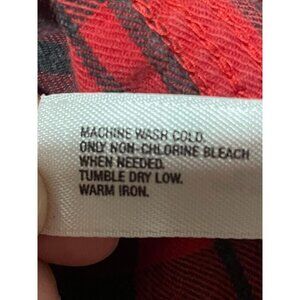 MACHINE WASH COLD.
ONLY NON-CHLORINE BLEACH
WHEN NEEDED.
TUMBLE DRY LOW.
WARM IRON.